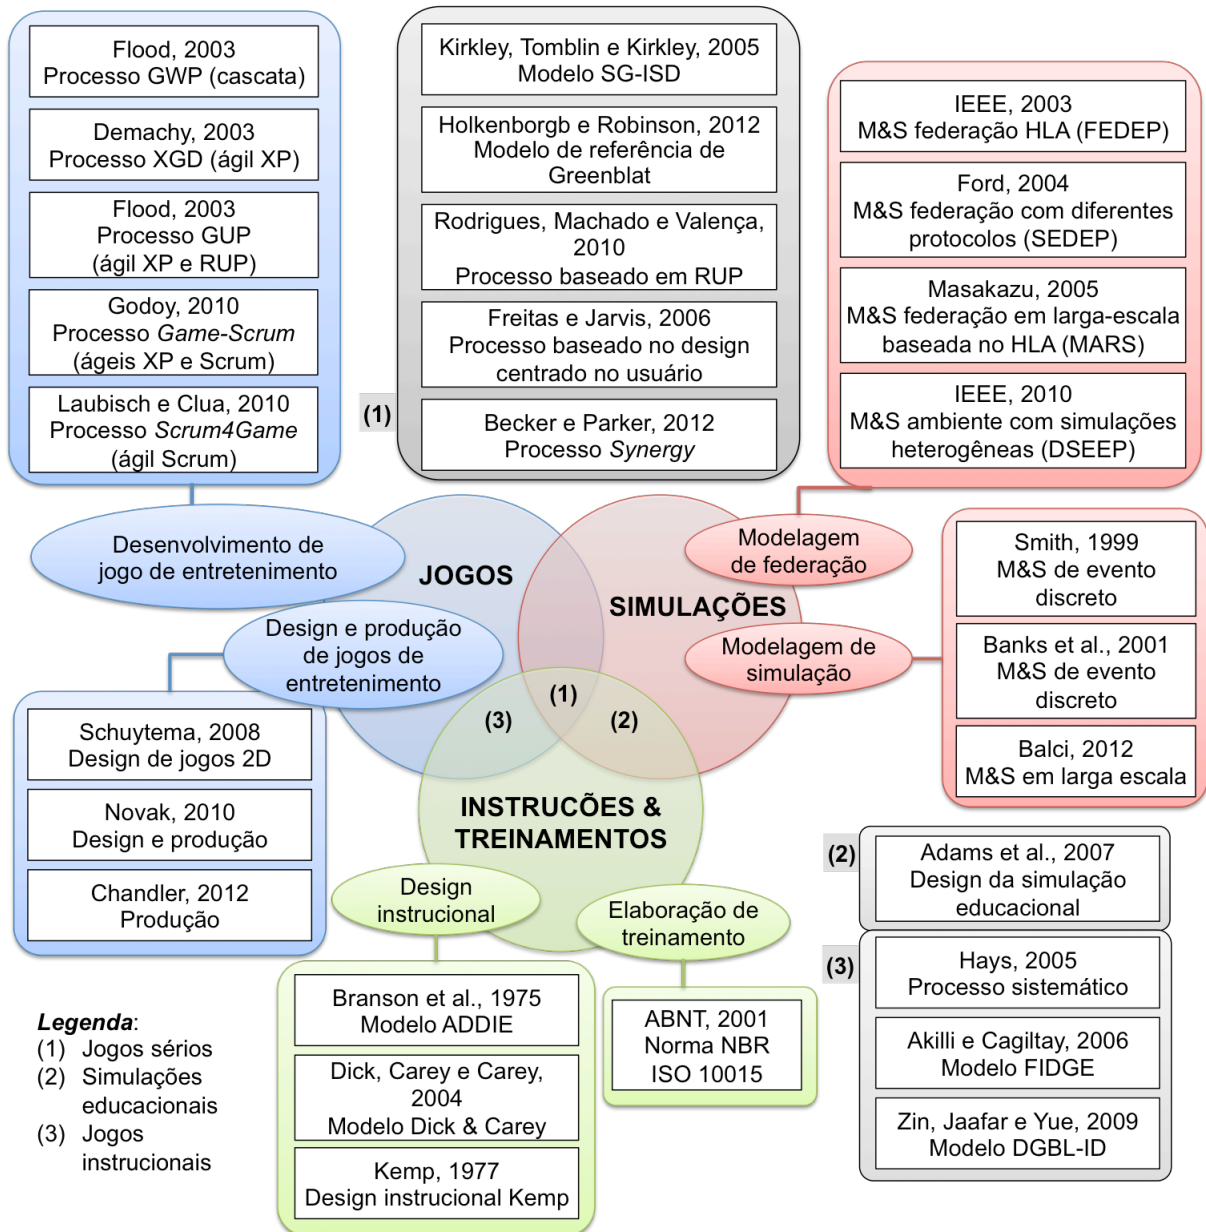 Flood, 2003
Processo GWP (cascata)
Demachy, 2003
Processo XGD (ágil XP)
Flood, 2003
Processo GUP
(ágil XP e RUP)
Godoy, 2010
Processo Game-Scrum
(ágeis XP e Scrum)
Laubisch e Clua, 2010
Processo Scrum4Game
(ágil Scrum)
(1)
Kirkley, Tomblin e Kirkley, 2005
Modelo SG-ISD
Holkenborgb e Robinson, 2012
Modelo de referência de
Greenblat
Rodrigues, Machado e Valença,
2010
Processo baseado em RUP
Freitas e Jarvis, 2006
Processo baseado no design
centrado no usuário
Becker e Parker, 2012
Processo Synergy
IEEE, 2003
M&S federação HLA (FEDEP)
Ford, 2004
M&S federação com diferentes
protocolos (SEDEP)
Masakazu, 2005
M&S federação em larga-escala
baseada no HLA (MARS)
IEEE, 2010
M&S ambiente com simulações
heterogêneas (DSEEP)
Desenvolvimento de
jogo de entretenimento
JOGOS
Design e produção
de jogos de
entretenimento
SIMULAÇÕES
Modelagem
de federação
Modelagem de
simulação
(1)
(3)
(2)
INSTRUCÕES &
TREINAMENTOS
Smith, 1999
M&S de evento
discreto
Banks et al., 2001
M&S de evento
discreto
Balci, 2012
M&S em larga escala
Schuytema, 2008
Design de jogos 2D
Novak, 2010
Design e produção
Chandler, 2012
Produção
Design
instrucional
Elaboração de
treinamento
(2)
Adams et al., 2007
Design da simulação
educacional
(3)
Hays, 2005
Processo sistemático
Akilli e Cagiltay, 2006
Modelo FIDGE
Zin, Jaafar e Yue, 2009
Modelo DGBL-ID
Branson et al., 1975
Modelo ADDIE
Dick, Carey e Carey,
2004
Modelo Dick & Carey
Kemp, 1977
Design instrucional Kemp
ABNT, 2001
Norma NBR
ISO 10015
Legenda:
(1) Jogos sérios
(2) Simulações
educacionais
(3) Jogos
instrucionais